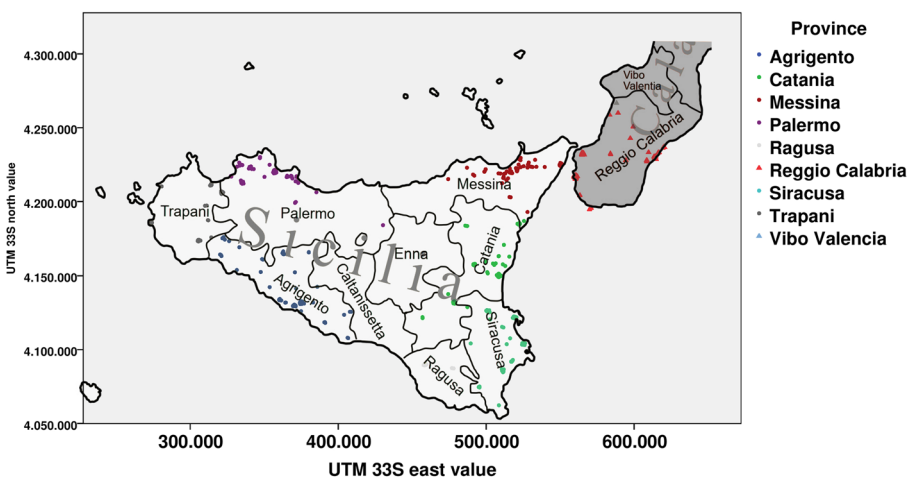 Province
Agrigento
Catania
Messina
Palermo
Ragusa
Reggio Calabria
Siracusa
Trapani
Vibo Valencia
4.300.000
4.250.000
4.200.000
4.150.000
4.100.000
4.050.000
UTM 33S north value
300.000
400.000
500.000
600.000
UTM 33S east value
Vibo
Valentia
Cala
Reggio Calabria
Messina
Trapani
Palermo
Sicilia
Enna
Catania
Agrigento
Caltanissetta
Siracusa
Ragusa